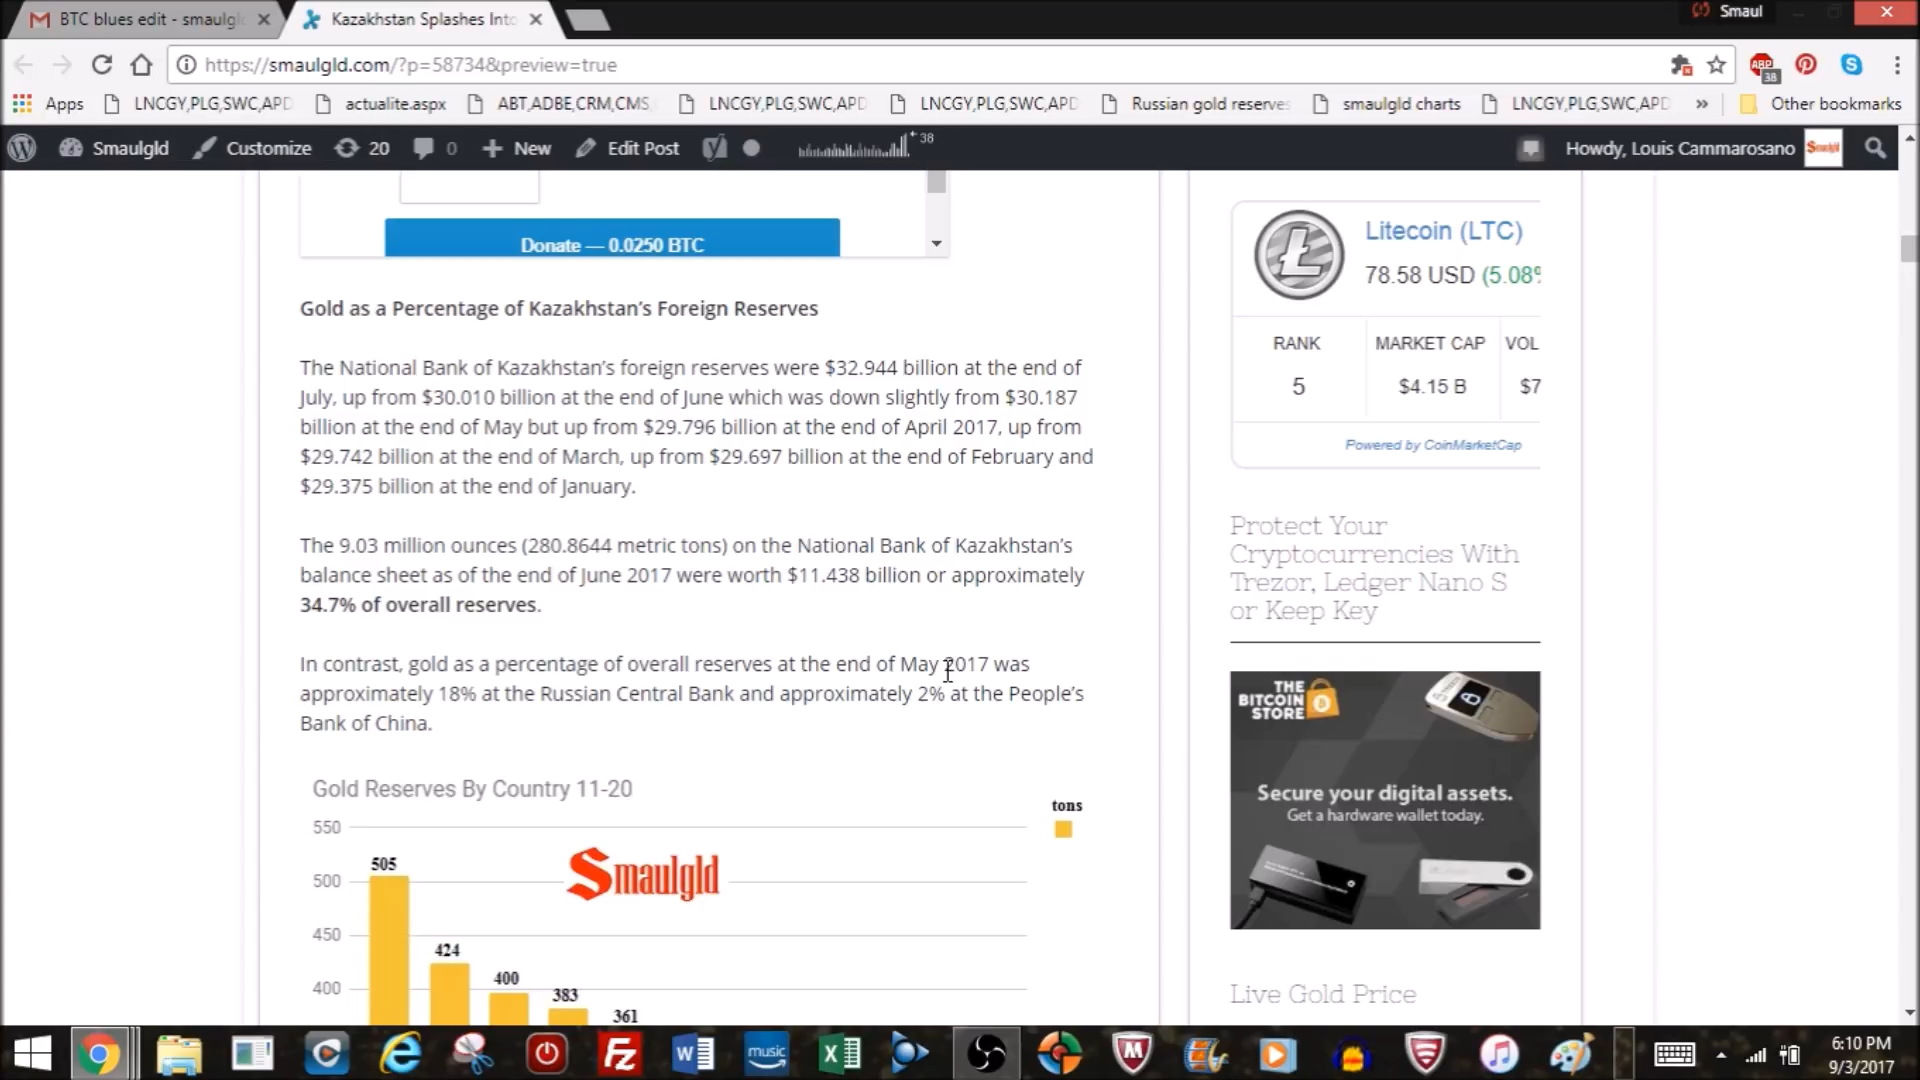 BTC blues edit - smaulgl
Kazakhstan Splashes Into
Smaul
https://smaulgld.com/?p=58734&preview=true
ABP
38
Apps
LNCGY,PLG,SWC,APD
actualite.aspx
ABT,ADBE,CRM,CMS,
LNCGY,PLG,SWC,APD
LNCGY,PLG,SWC,APD
Russian gold reserves
smaulgld charts
LNCGY,PLG,SWC,APD
»
Other bookmarks
Smaulgld
Customize
20
0
New
Edit Post
38
Howdy, Louis Cammarosano
Smaulgld
Donate — 0.0250 BTC
Gold as a Percentage of Kazakhstan's Foreign Reserves
The National Bank of Kazakhstan's foreign reserves were $32.944 billion at the end of
July, up from $30.010 billion at the end of June which was down slightly from $30.187
billion at the end of May but up from $29.796 billion at the end of April 2017, up from
$29.742 billion at the end of March, up from $29.697 billion at the end of February and
$29.375 billion at the end of January.
The 9.03 million ounces (280.8644 metric tons) on the National Bank of Kazakhstan's
balance sheet as of the end of June 2017 were worth $11.438 billion or approximately
34.7% of overall reserves.
In contrast, gold as a percentage of overall reserves at the end of May 2017 was
approximately 18% at the Russian Central Bank and approximately 2% at the People's
Bank of China.
Gold Reserves By Country 11-20
tons
550
500
450
400
505
424
400
383
361
Smaulgld
Litecoin (LTC)
78.58 USD (5.08%
RANK
MARKET CAP
VOL
5
$4.15 B
$7
Powered by CoinMarketCap
Protect Your
Cryptocurrencies With
Trezor, Ledger Nano S
or Keep Key
THE
BITCOIN
STORE
Secure your digital assets.
Get a hardware wallet today.
Live Gold Price
music
6:10 PM
9/3/2017